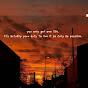 you only get one life,
it's actually your duty to live it as fully as possible.